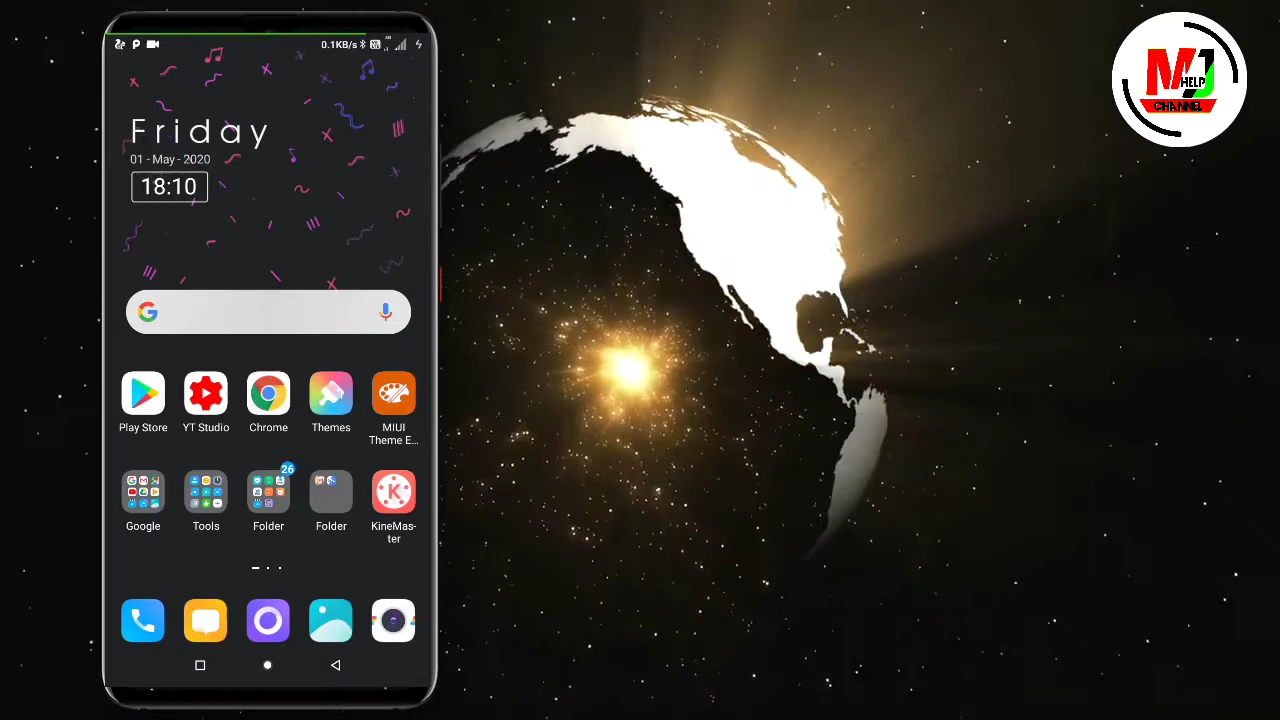 0.1KB/s
Friday
01 - May - 2020
18:10
Play Store
YT Studio
Chrome
Themes
MIUI
Theme E...
26
Google
Tools
Folder
Folder
KineMas-
ter
MJ
HELP
CHANNEL